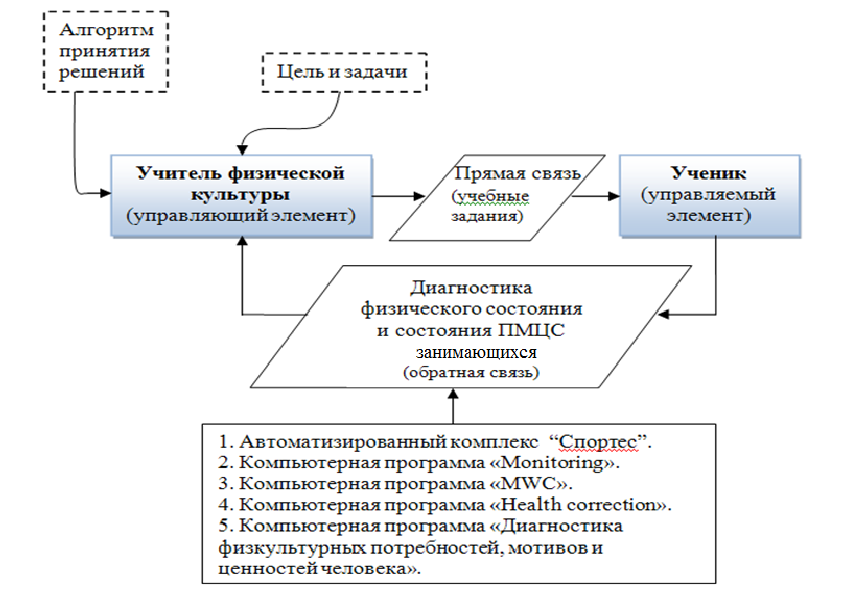 Алгоритм
принятия
решений
Цель и задачи
Учитель физической
культуры
(управляющий элемент)
Прямая связь
(учебные
задания)
Ученик
(управляемый
элемент)
Диагностика
физического состояния
и состояния ПМЦС
занимающихся
(обратная связь)
1. Автоматизированный комплекс “Спортес”.
2. Компьютерная программа «Monitoring».
3. Компьютерная программа «MWC».
4. Компьютерная программа «Health correction».
5. Компьютерная программа «Диагностика
физкультурных потребностей, мотивов и
ценностей человека».